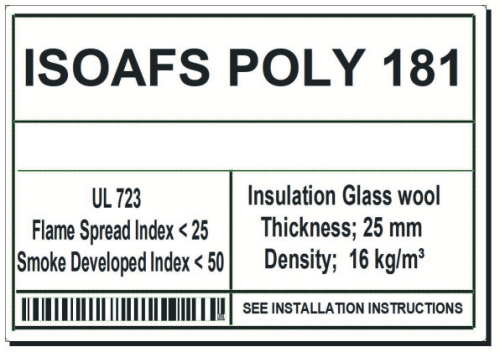 ISOAFS POLY 181
UL 723
Flame Spread Index < 25
Smoke Developed Index < 50
Insulation Glass wool
Thickness; 25 mm
Density;  16 kg/m³
SEE INSTALLATION INSTRUCTIONS